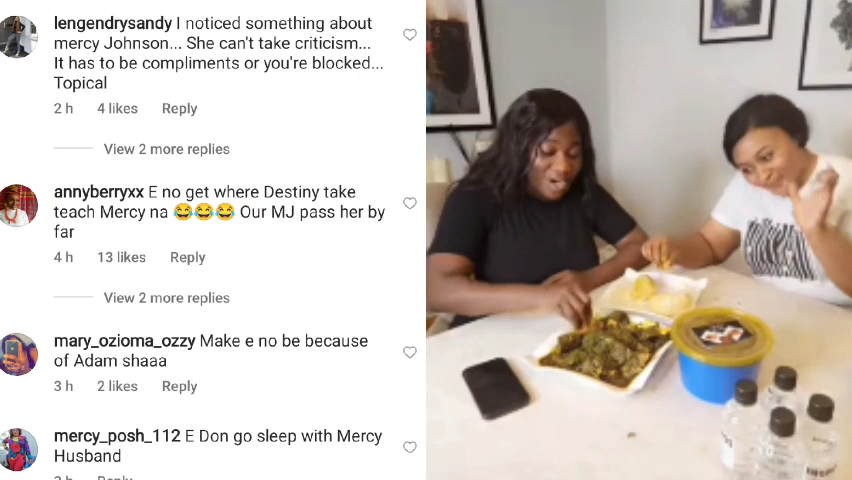 lengendrysandy I noticed something about
mercy Johnson... She can't take criticism...
It has to be compliments or you're blocked...
Topical
2 h 4 likes Reply
View 2 more replies
annyberryxx E no get where Destiny take
teach Mercy na 😂😂😂 Our MJ pass her by
far
4 h 13 likes Reply
View 2 more replies
mary_ozioma_ozzy Make e no be because
of Adam shaaa
3 h 2 likes Reply
mercy_posh_112 E Don go sleep with Mercy
Husband
3 h Reply